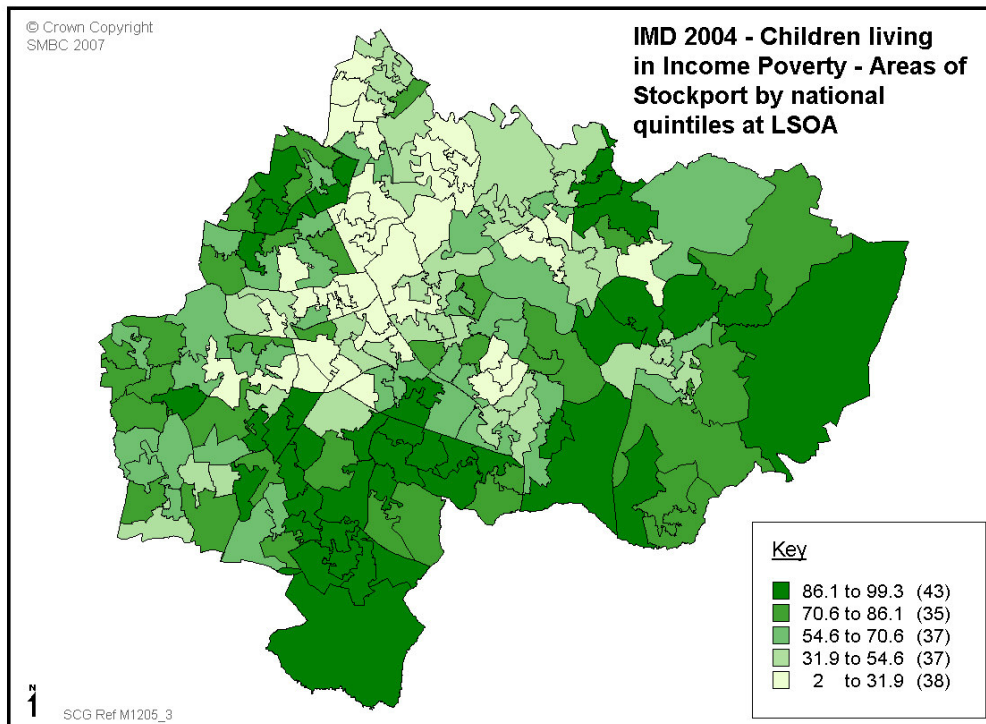 © Crown Copyright
SMBC 2007
IMD 2004 - Children living
in Income Poverty - Areas of
Stockport by national
quintiles at LSOA
Key
86.1 to 99.3 (43)
70.6 to 86.1 (35)
54.6 to 70.6 (37)
31.9 to 54.6 (37)
2 to 31.9 (38)
N
SCG Ref M1205_3